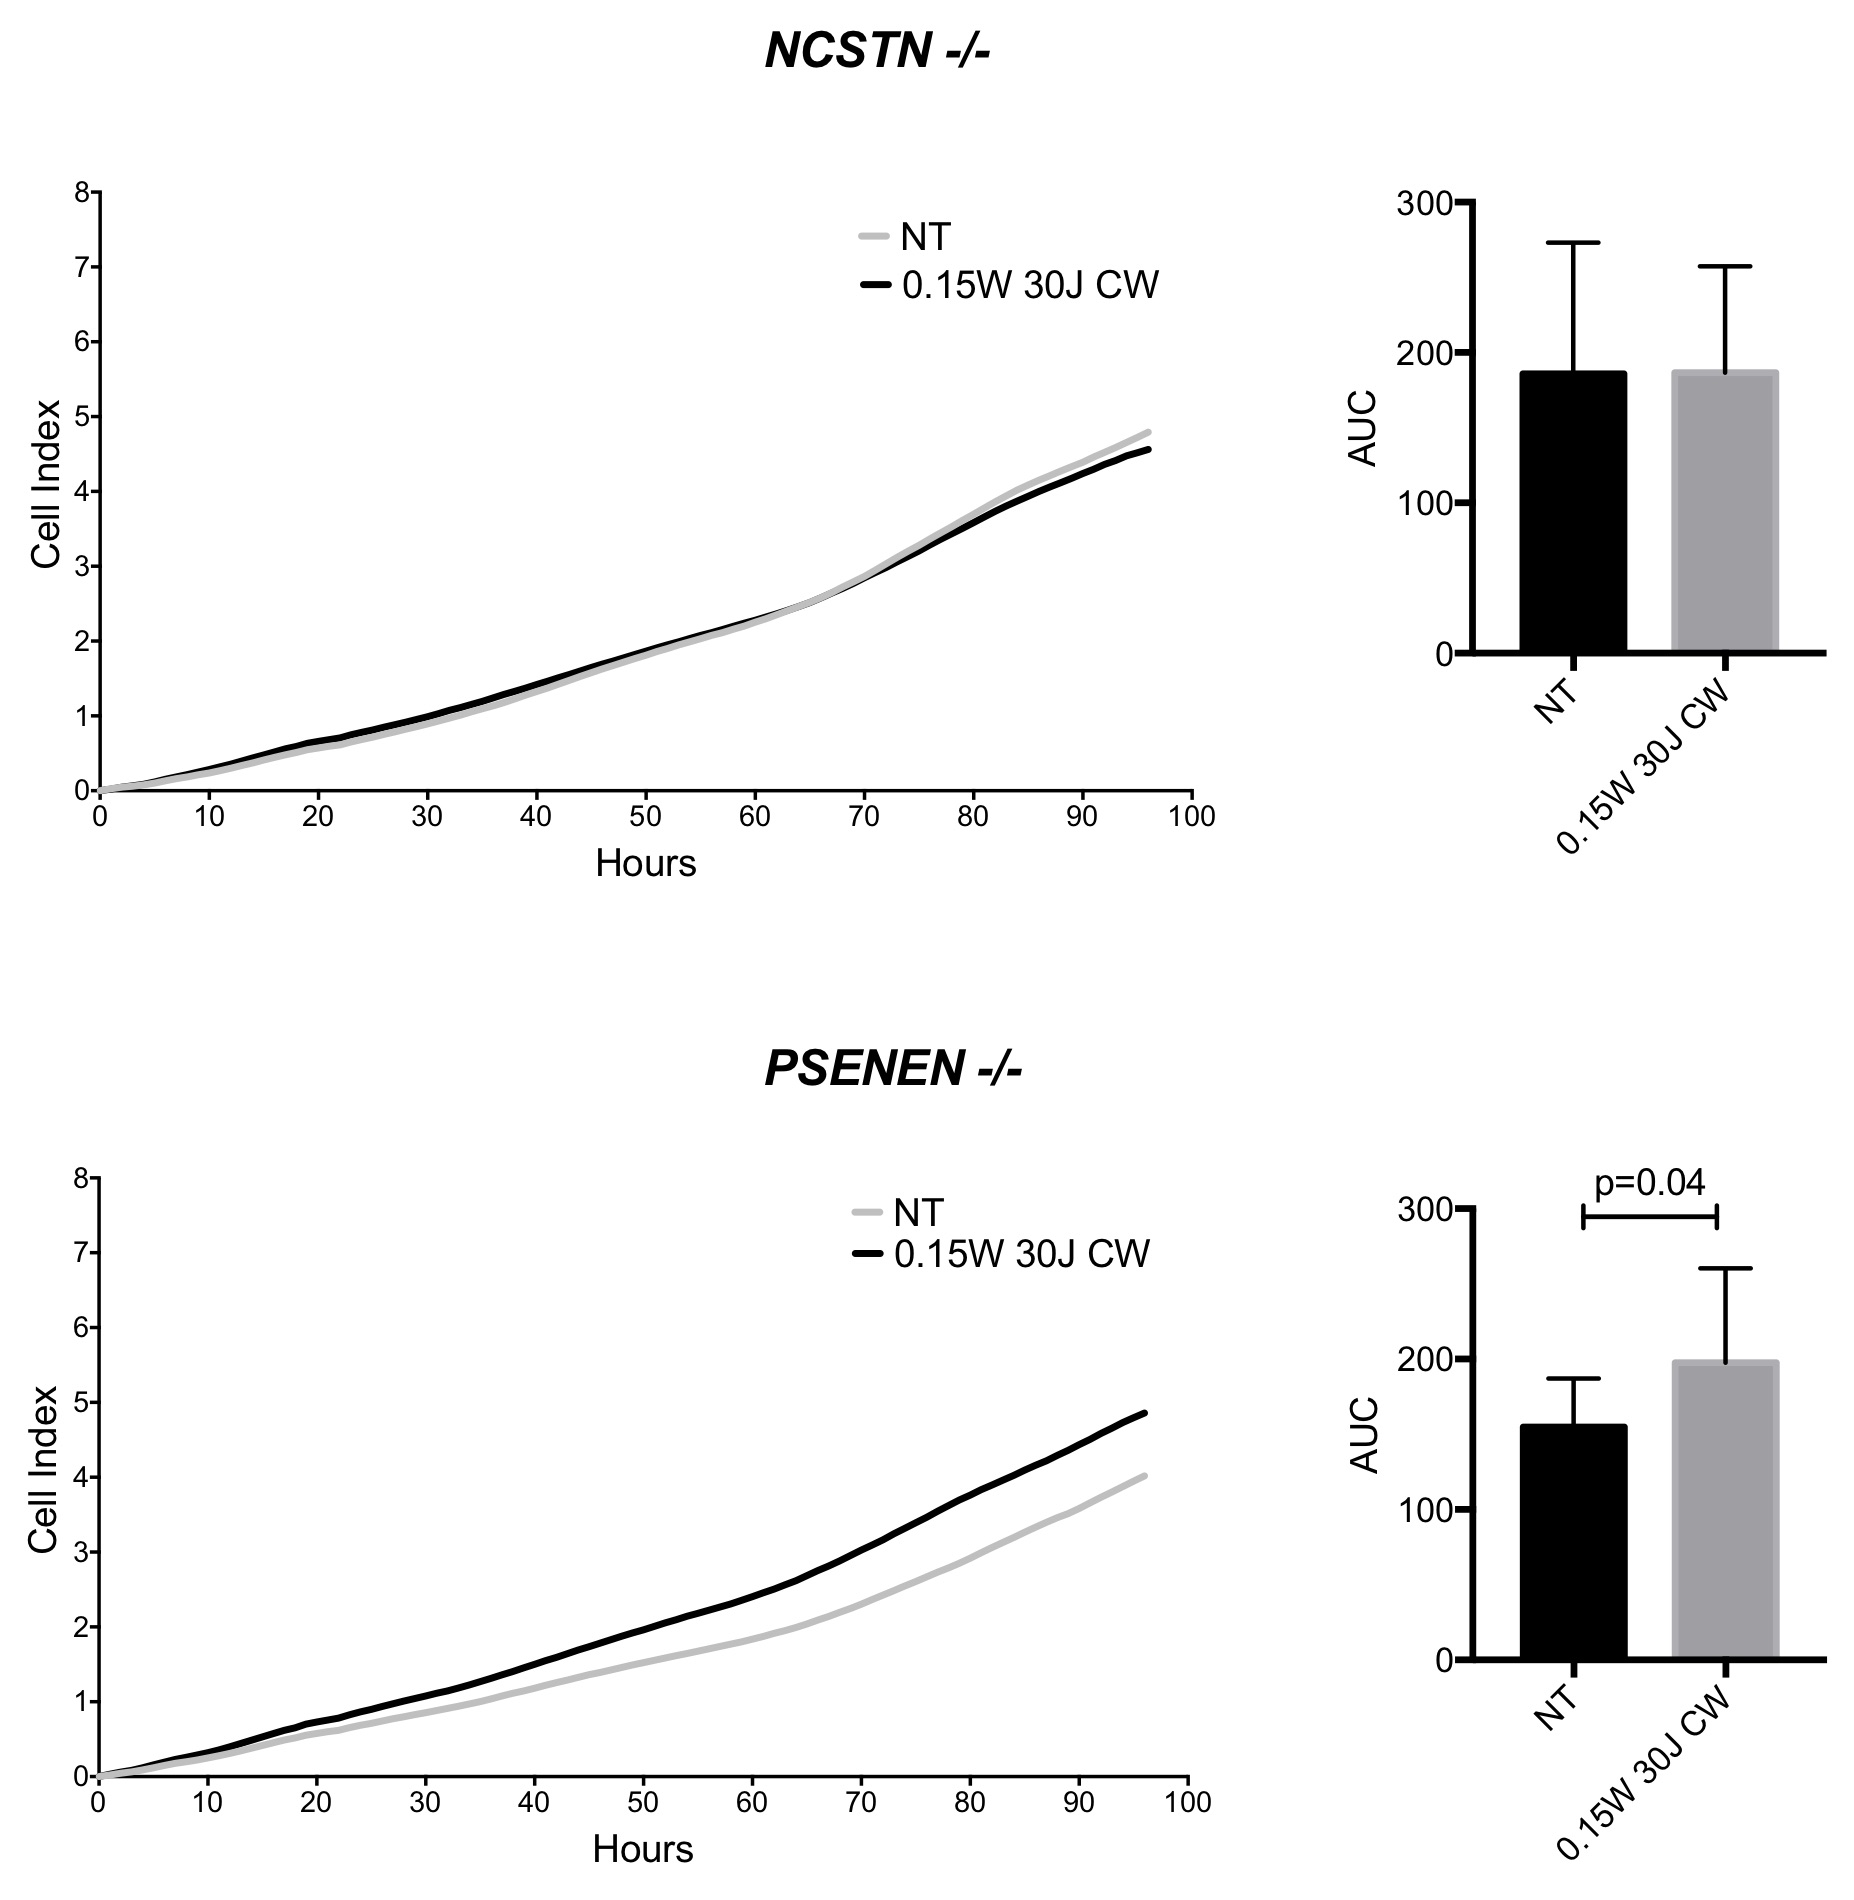 NCSTN -/-
8
7
6
5
4
3
2
1
0
Cell Index
NT
0.15W 30J CW
0 10 20 30 40 50 60 70 80 90 100
Hours
300
200
100
0
AUC
NT
0.15W 30J CW
PSENEN -/-
8
7
6
5
4
3
2
1
0
Cell Index
NT
0.15W 30J CW
0 10 20 30 40 50 60 70 80 90 100
Hours
p=0.04
300
200
100
0
AUC
NT
0.15W 30J CW